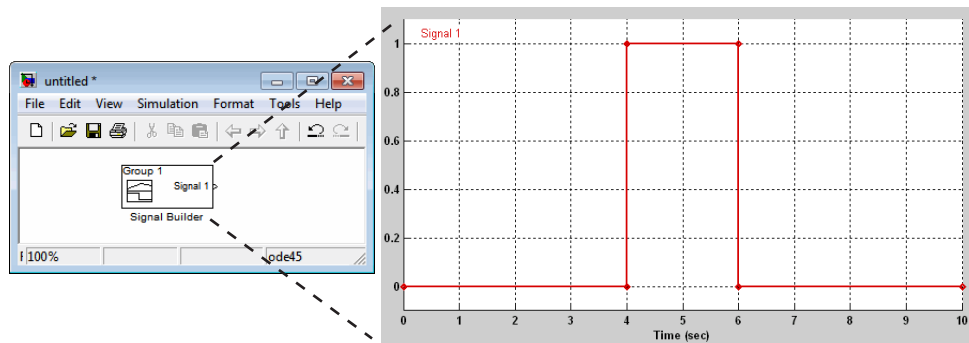 untitled *
File Edit View Simulation Format Tools Help
Group 1
Signal 1
Signal Builder
100%
ode45
Signal 1
1
0.8
0.6
0.4
0.2
0
0 1 2 3 4 5 6 7 8 9 10
Time (sec)